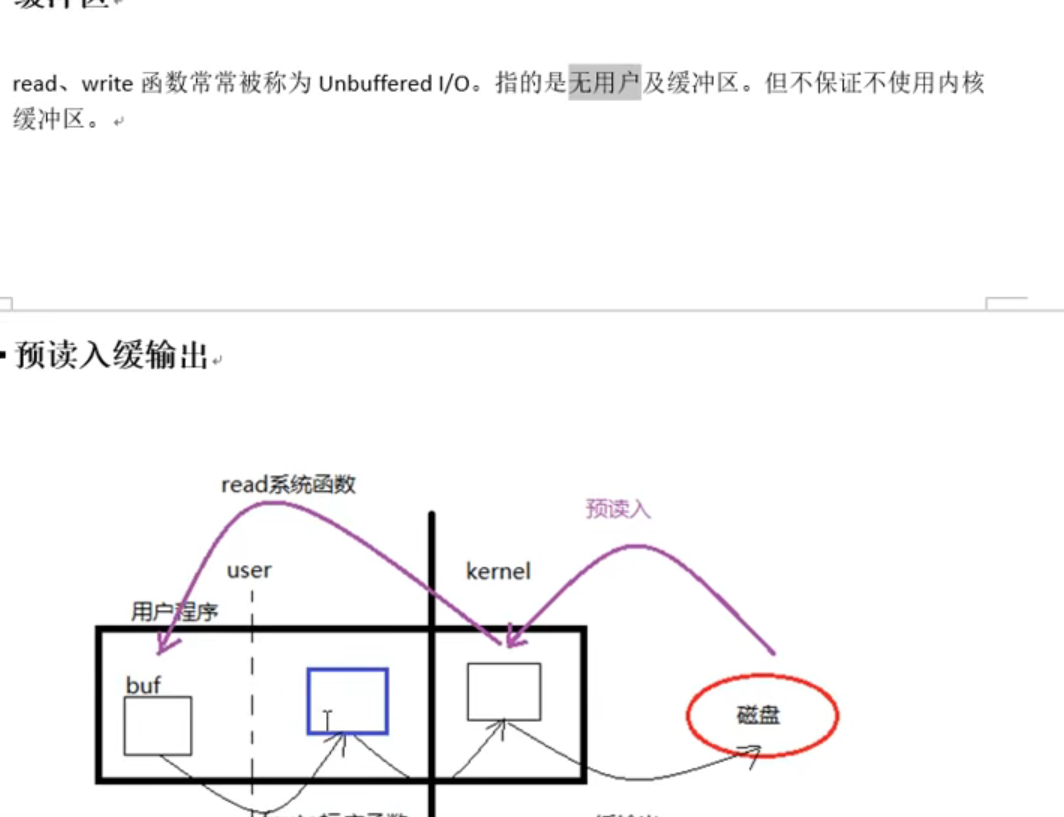 缓冲区
read、write 函数常常被称为 Unbuffered I/O。指的是无用户及缓冲区。但不保证不使用内核
缓冲区。
预读入缓输出
read系统函数
预读入
user
kernel
用户程序
buf
磁盘